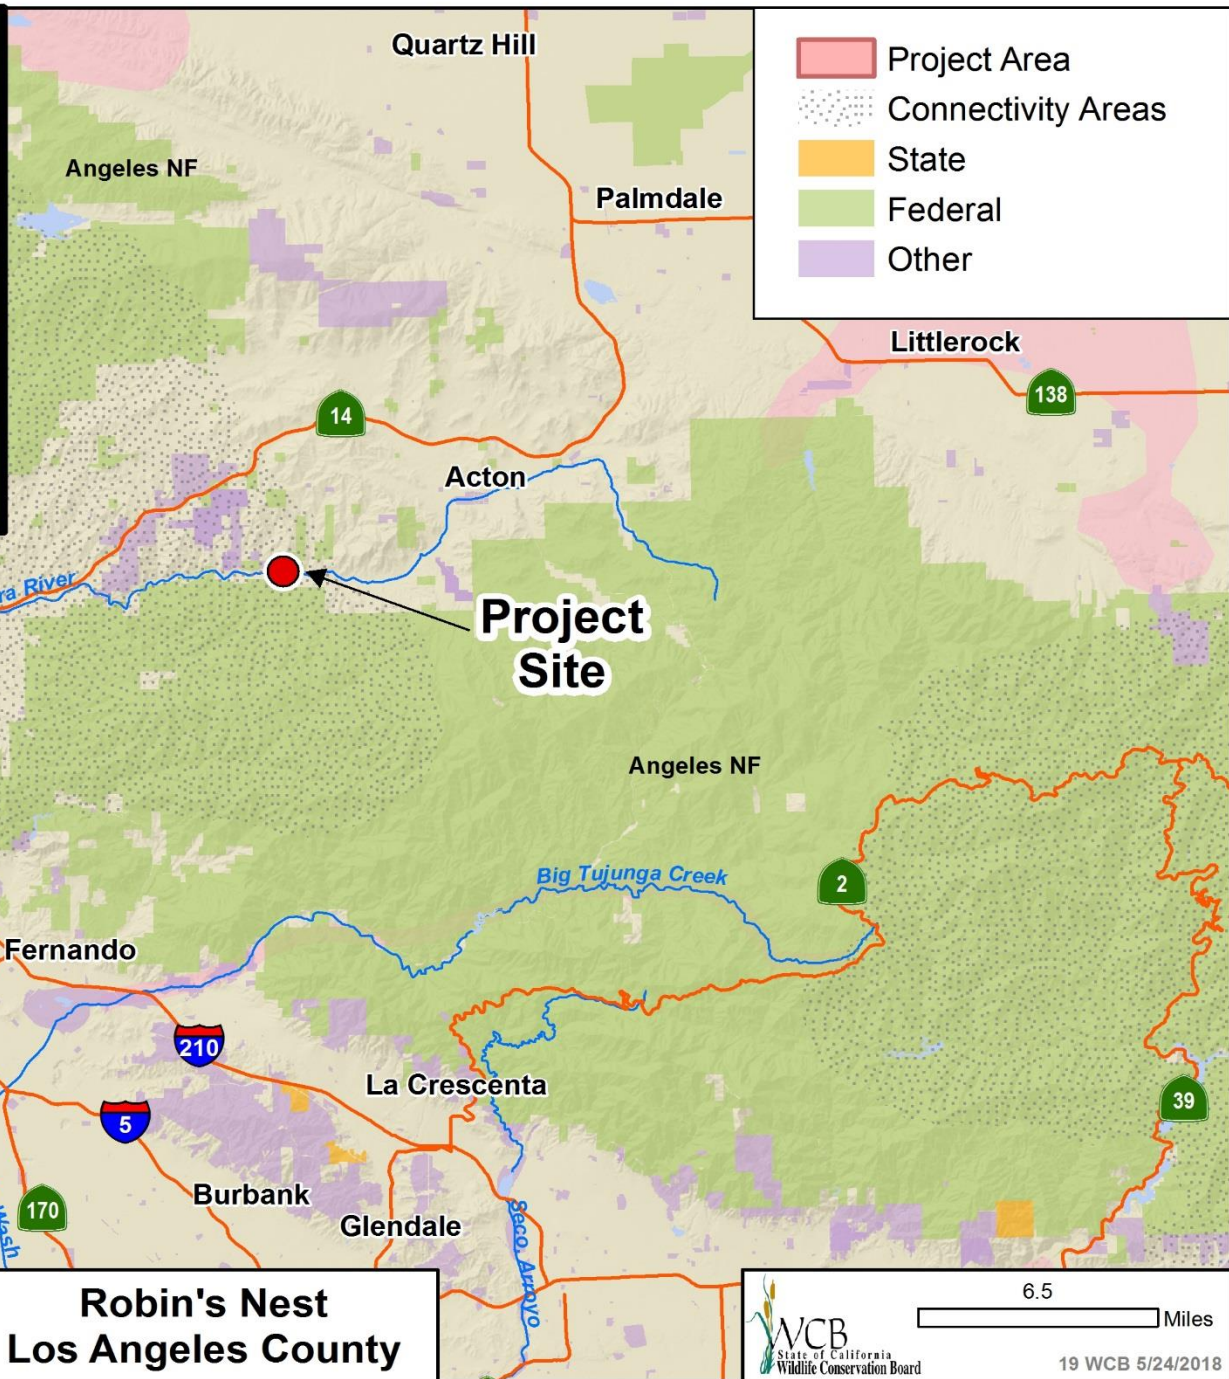 Quartz Hill
Project Area
Connectivity Areas
State
Federal
Other
Angeles NF
Palmdale
Littlerock
138
14
Acton
ra River
Project
Site
Angeles NF
Big Tujunga Creek
2
Fernando
210
La Crescenta
39
5
Burbank
170
Glendale
Wash
Seco, Arroyo
Robin's Nest
Los Angeles County
6.5
Miles
WCB
State of California
Wildlife Conservation Board
19 WCB 5/24/2018